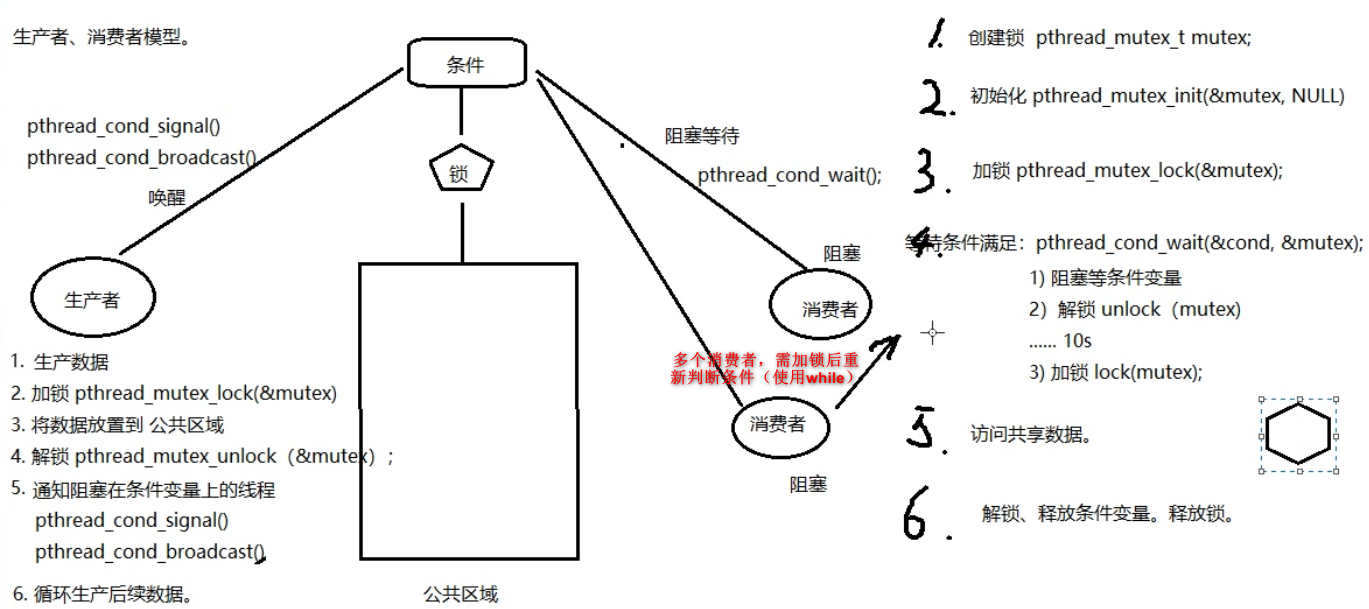 生产者、消费者模型。
条件
pthread_cond_signal()
pthread_cond_broadcast()
唤醒
锁
阻塞等待
pthread_cond_wait();
生产者
阻塞
消费者
多个消费者，需加锁后重
新判断条件（使用while）
消费者
阻塞
1. 生产数据
2. 加锁 pthread_mutex_lock(&mutex)
3. 将数据放置到 公共区域
4. 解锁 pthread_mutex_unlock（&mutex）;
5. 通知阻塞在条件变量上的线程
pthread_cond_signal()
pthread_cond_broadcast()
6. 循环生产后续数据。
公共区域
1. 创建锁 pthread_mutex_t mutex;
2. 初始化 pthread_mutex_init(&mutex, NULL)
3. 加锁 pthread_mutex_lock(&mutex);
4. 等待条件满足：pthread_cond_wait(&cond, &mutex);
1) 阻塞等条件变量
2）解锁 unlock（mutex)
...... 10s
3) 加锁 lock(mutex);
5. 访问共享数据。
6. 解锁、释放条件变量。释放锁。